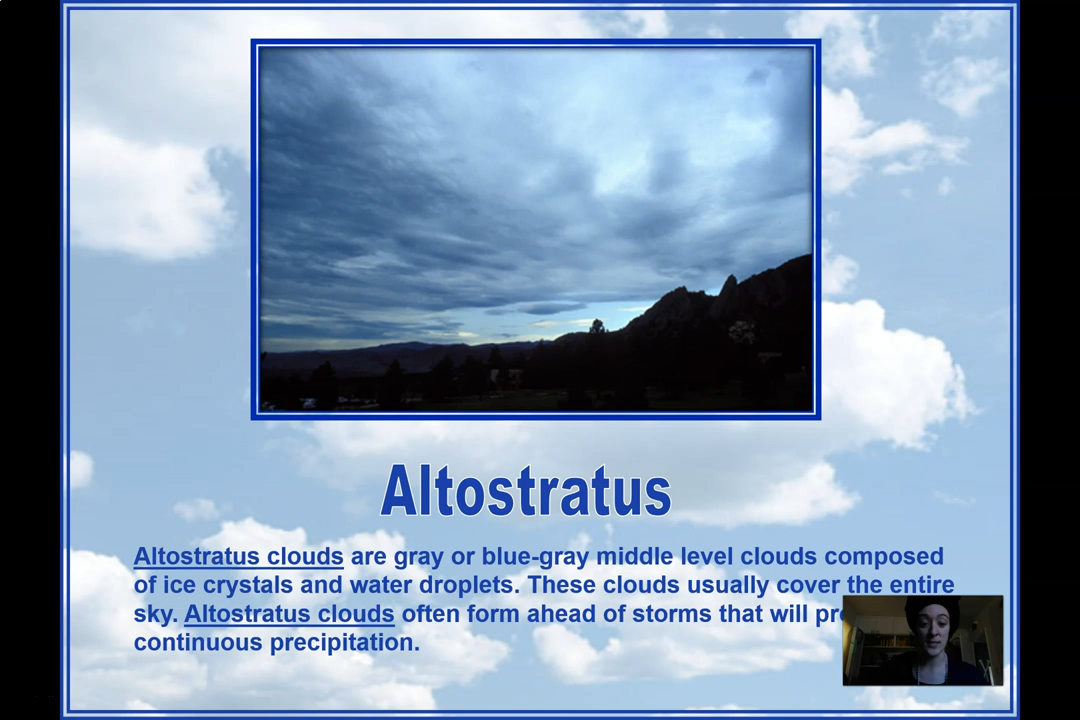 Altostratus
Altostratus clouds are gray or blue-gray middle level clouds composed
of ice crystals and water droplets. These clouds usually cover the entire
sky. Altostratus clouds often form ahead of storms that will
continuous precipitation.